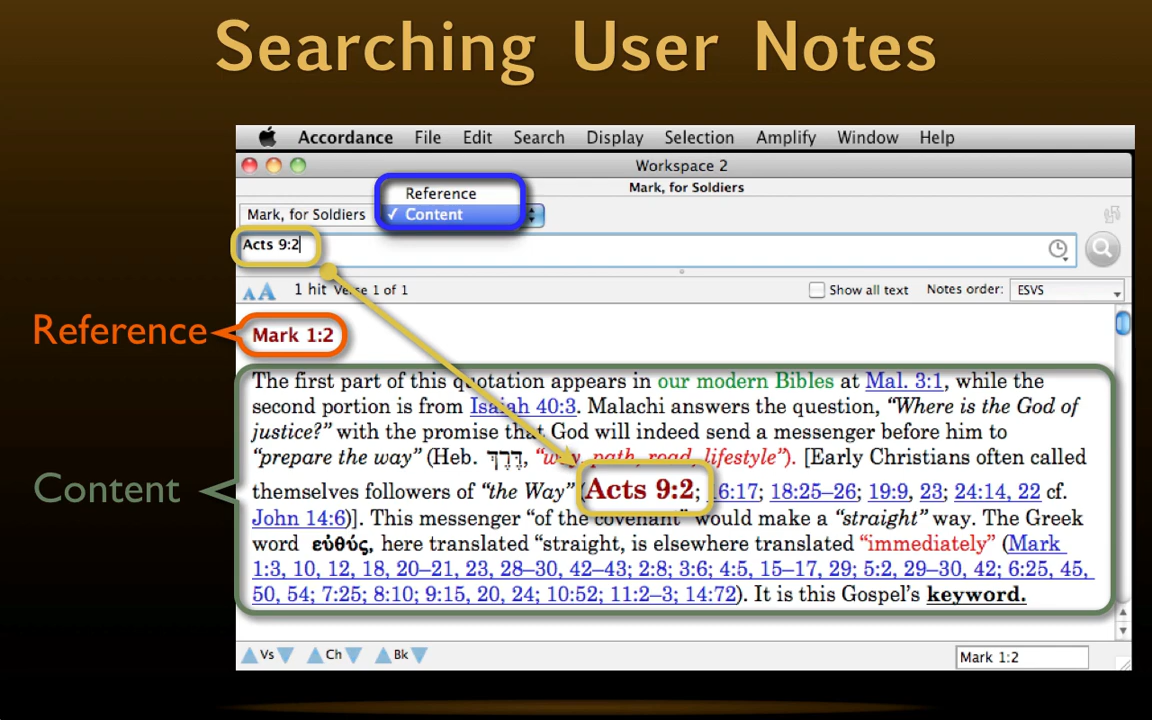 Searching User Notes
Accordance File Edit Search Display Selection Amplify Window Help
Workspace 2
Mark, for Soldiers
Reference
Mark, for Soldiers ✓ Content
Acts 9:2
1 hit Verse 1 of 1 Show all text Notes order: ESVS
Reference
Mark 1:2
The first part of this quotation appears in our modern Bibles at Mal. 3:1, while the
second portion is from Isaiah 40:3. Malachi answers the question, “Where is the God of
justice?” with the promise that God will indeed send a messenger before him to
“prepare the way” (Heb. דֶּרֶךְ, “way, path, road, lifestyle”). [Early Christians often called
Content
themselves followers of “the Way” (Acts 9:2; 16:17; 18:25–26; 19:9, 23; 24:14, 22 cf.
John 14:6)]. This messenger “of the covenant” would make a “straight” way. The Greek
word εὐθύς, here translated “straight, is elsewhere translated “immediately” (Mark
1:3, 10, 12, 18, 20–21, 23, 28–30, 42–43; 2:8; 3:6; 4:5, 15–17, 29; 5:2, 29–30, 42; 6:25, 45,
50, 54; 7:25; 8:10; 9:15, 20, 24; 10:52; 11:2–3; 14:72). It is this Gospel’s keyword.
Vs Ch Bk Mark 1:2